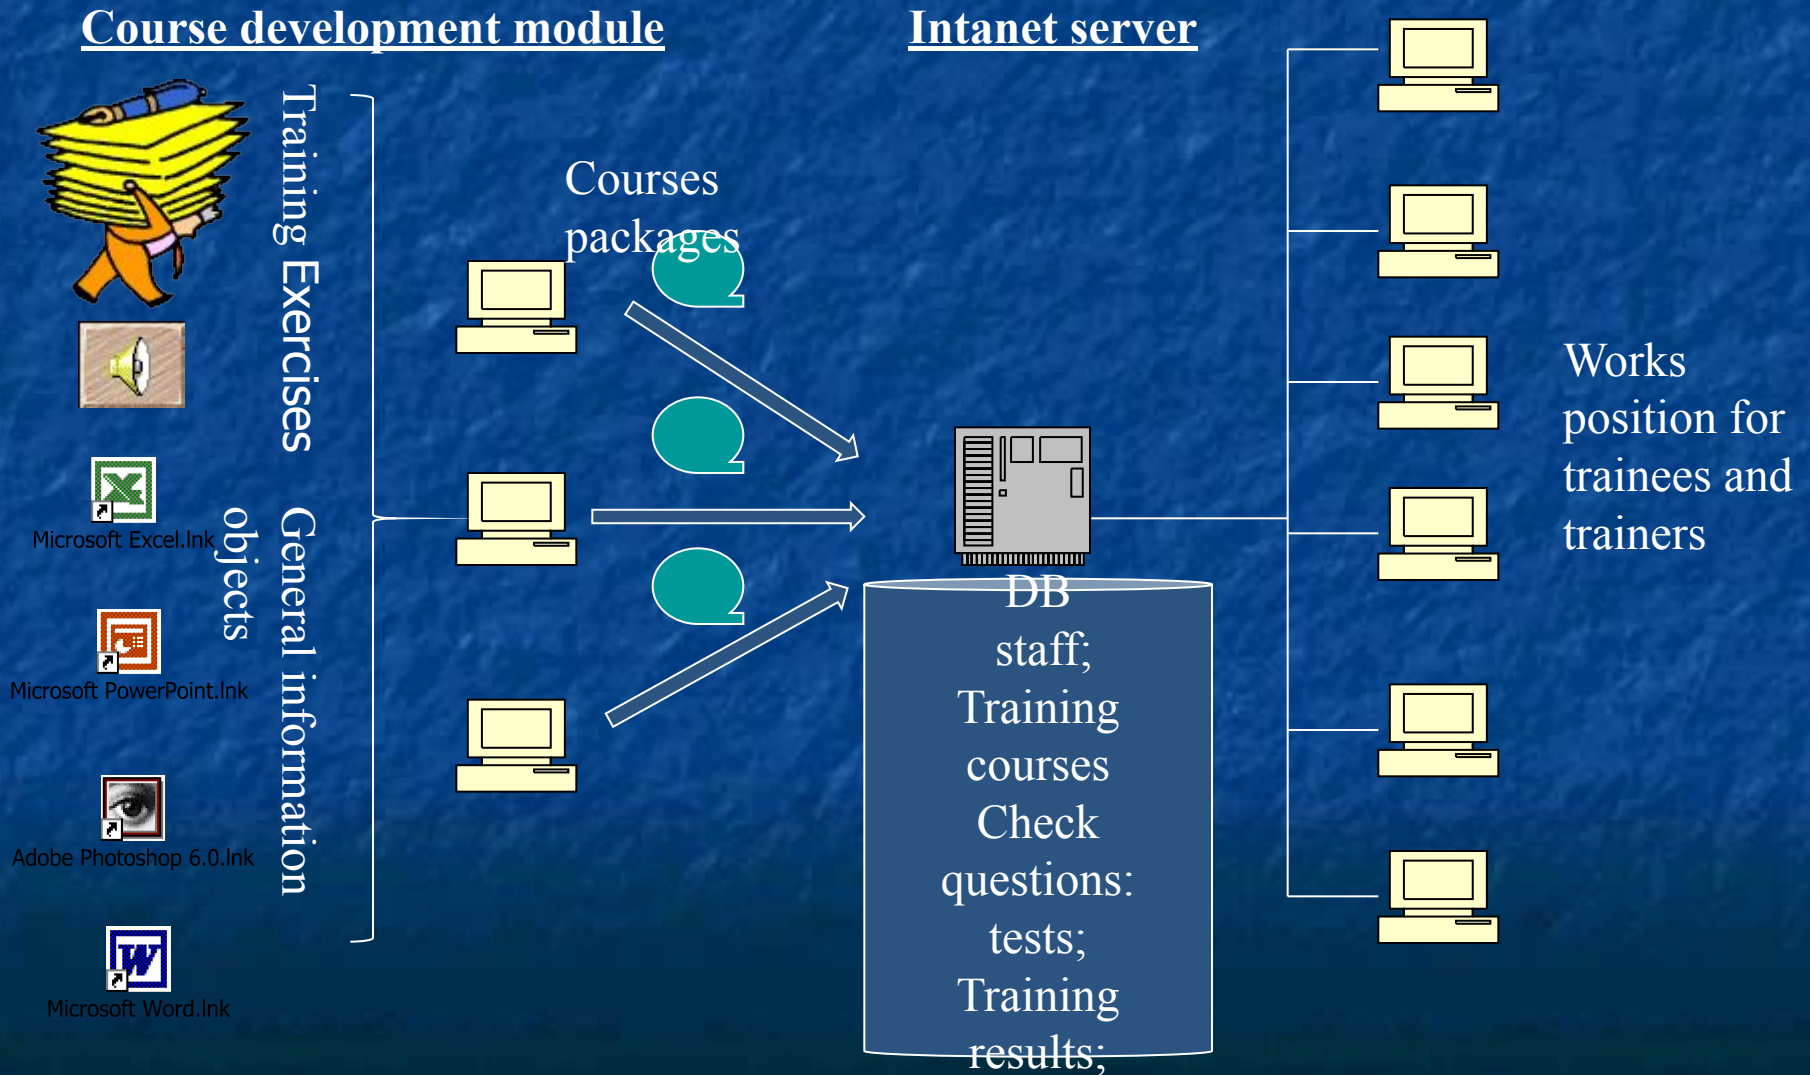 Course development module
Intanet server
Training Exercises
General information
objects
Courses
packages
Microsoft Excel.lnk
Microsoft PowerPoint.lnk
Adobe Photoshop 6.0.lnk
Microsoft Word.lnk
DB
staff;
Training
courses
Check
questions:
tests;
Training
results;
Works
position for
trainees and
trainers